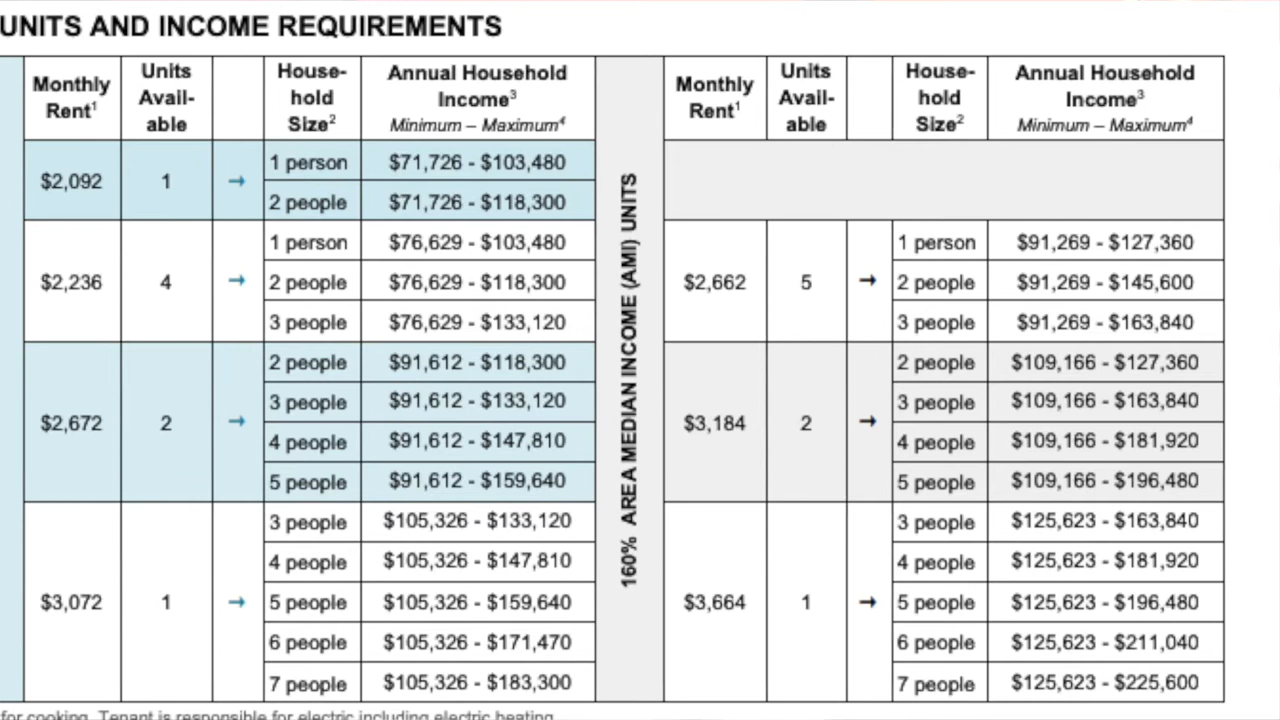 UNITS AND INCOME REQUIREMENTS
Monthly Rent¹ Units Avail-able House-hold Size² Annual Household Income³ Minimum – Maximum⁴
$2,092 1 → 1 person $71,726 - $103,480
2 people $71,726 - $118,300
$2,236 4 → 1 person $76,629 - $103,480
2 people $76,629 - $118,300
3 people $76,629 - $133,120
$2,672 2 → 2 people $91,612 - $118,300
3 people $91,612 - $133,120
4 people $91,612 - $147,810
5 people $91,612 - $159,640
$3,072 1 → 3 people $105,326 - $133,120
4 people $105,326 - $147,810
5 people $105,326 - $159,640
6 people $105,326 - $171,470
7 people $105,326 - $183,300
160% AREA MEDIAN INCOME (AMI) UNITS
Monthly Rent¹ Units Avail-able House-hold Size² Annual Household Income³ Minimum – Maximum⁴
$2,662 5 → 1 person $91,269 - $127,360
2 people $91,269 - $145,600
3 people $91,269 - $163,840
$3,184 2 → 2 people $109,166 - $127,360
3 people $109,166 - $163,840
4 people $109,166 - $181,920
5 people $109,166 - $196,480
$3,664 1 → 3 people $125,623 - $163,840
4 people $125,623 - $181,920
5 people $125,623 - $196,480
6 people $125,623 - $211,040
7 people $125,623 - $225,600
for cooking. Tenant is responsible for electric including electric heating